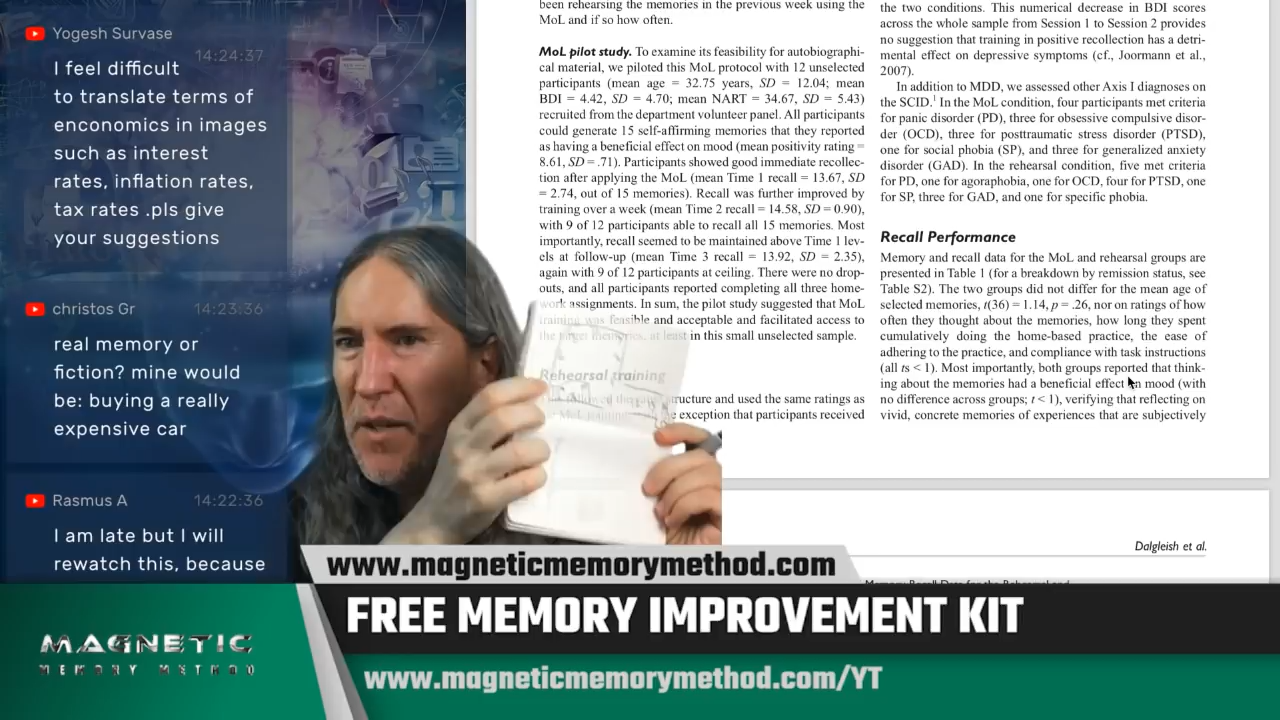 Yogesh Survase
14:24:37
I feel difficult
to translate terms of
enconomics in images
such as interest
rates, inflation rates,
tax rates .pls give
your suggestions
christos Gr
14:23:36
real memory or
fiction? mine would
be: buying a really
expensive car
Rasmus A
14:22:36
I am late but I will
rewatch this, because
been rehearsing the memories in the previous week using the
MoL and if so how often.
MoL pilot study. To examine its feasibility for autobiographi-
cal material, we piloted this MoL protocol with 12 unselected
participants (mean age = 32.75 years, SD = 12.04; mean
BDI = 4.42, SD = 4.70; mean NART = 34.67, SD = 5.43)
recruited from the department volunteer panel. All participants
could generate 15 self-affirming memories that they reported
as having a beneficial effect on mood (mean positivity rating =
8.61, SD = .71). Participants showed good immediate recollec-
tion after applying the MoL (mean Time 1 recall = 13.67, SD
= 2.74, out of 15 memories). Recall was further improved by
training over a week (mean Time 2 recall = 14.58, SD = 0.90),
with 9 of 12 participants able to recall all 15 memories. Most
importantly, recall seemed to be maintained above Time 1 lev-
els at follow-up (mean Time 3 recall = 13.92, SD = 2.35),
again with 9 of 12 participants at ceiling. There were no drop-
outs, and all participants reported completing all three home-
work assignments. In sum, the pilot study suggested that MoL
training was feasible and acceptable and facilitated access to
the target memories, at least in this small unselected sample.
Rehearsal training
structure and used the same ratings as
exception that participants received
the two conditions. This numerical decrease in BDI scores
across the whole sample from Session 1 to Session 2 provides
no suggestion that training in positive recollection has a detri-
mental effect on depressive symptoms (cf., Joormann et al.,
2007).
In addition to MDD, we assessed other Axis I diagnoses on
the SCID.1 In the MoL condition, four participants met criteria
for panic disorder (PD), three for obsessive compulsive disor-
der (OCD), three for posttraumatic stress disorder (PTSD),
one for social phobia (SP), and three for generalized anxiety
disorder (GAD). In the rehearsal condition, five met criteria
for PD, one for agoraphobia, one for OCD, four for PTSD, one
for SP, three for GAD, and one for specific phobia.
Recall Performance
Memory and recall data for the MoL and rehearsal groups are
presented in Table 1 (for a breakdown by remission status, see
Table S2). The two groups did not differ for the mean age of
selected memories, t(36) = 1.14, p = .26, nor on ratings of how
often they thought about the memories, how long they spent
cumulatively doing the home-based practice, the ease of
adhering to the practice, and compliance with task instructions
(all ts < 1). Most importantly, both groups reported that think-
ing about the memories had a beneficial effect on mood (with
no difference across groups; t < 1), verifying that reflecting on
vivid, concrete memories of experiences that are subjectively
Dalgleish et al.
www.magneticmemorymethod.com
FREE MEMORY IMPROVEMENT KIT
www.magneticmemorymethod.com/YT
MAGNETIC
MEMORY METHOD